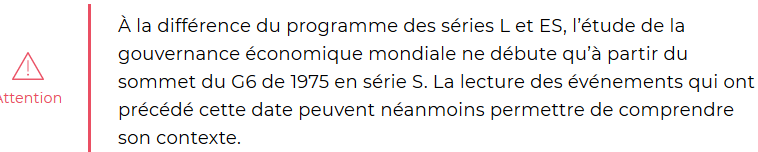 À la différence du programme des séries L et ES, l'étude de la
gouvernance économique mondiale ne débute qu'à partir du
sommet du G6 de 1975 en série S. La lecture des événements qui ont
précédé cette date peuvent néanmoins permettre de comprendre
son contexte.
Attention